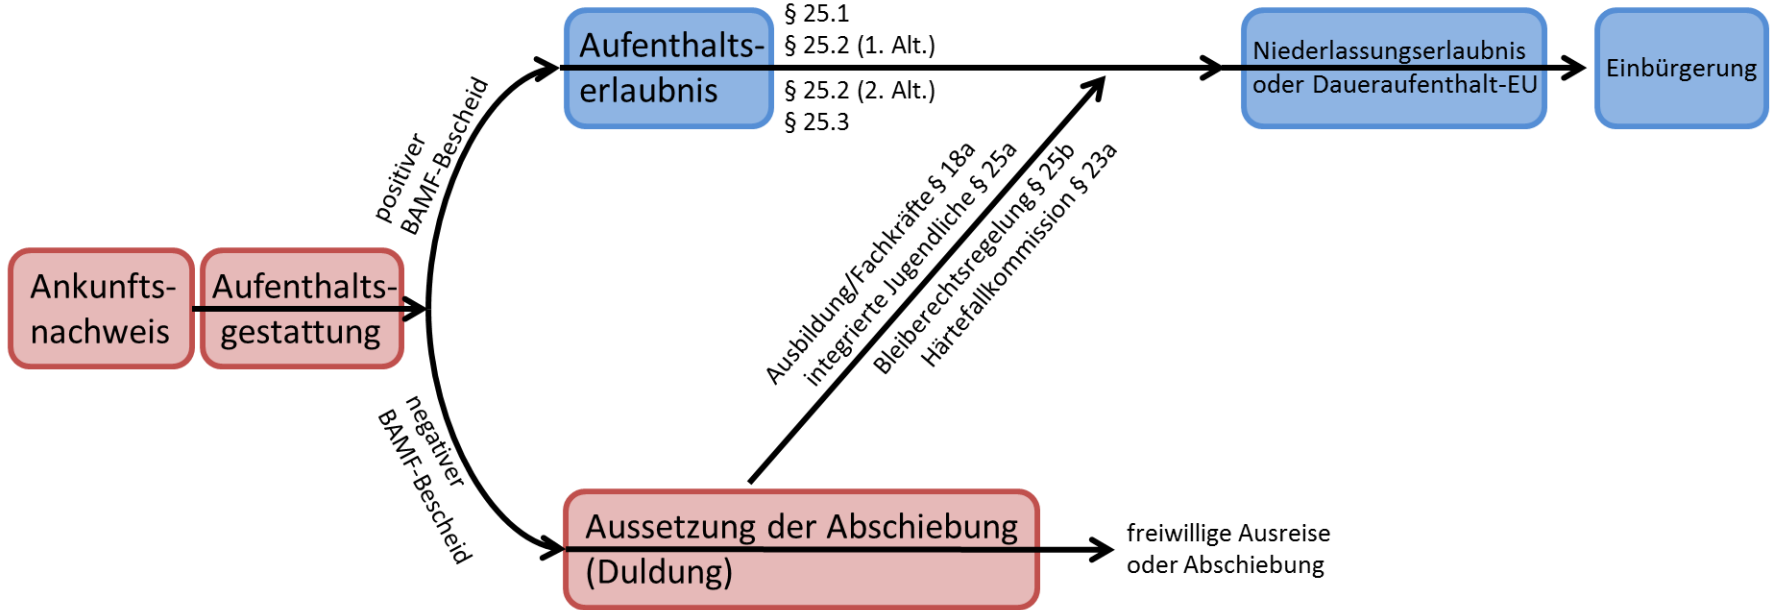 Ankunfts-
nachweis
Aufenthalts-
gestattung
positiver
BAMF-Bescheid
negativer
BAMF-Bescheid
Aufenthalts-
erlaubnis
§ 25.1
§ 25.2 (1. Alt.)
§ 25.2 (2. Alt.)
§ 25.3
Niederlassungserlaubnis
oder Daueraufenthalt-EU
Einbürgerung
Ausbildung/Fachkräfte § 18a
integrierte Jugendliche § 25a
Bleiberechtsregelung § 25b
Härtefallkommission § 23a
Aussetzung der Abschiebung
(Duldung)
freiwillige Ausreise
oder Abschiebung